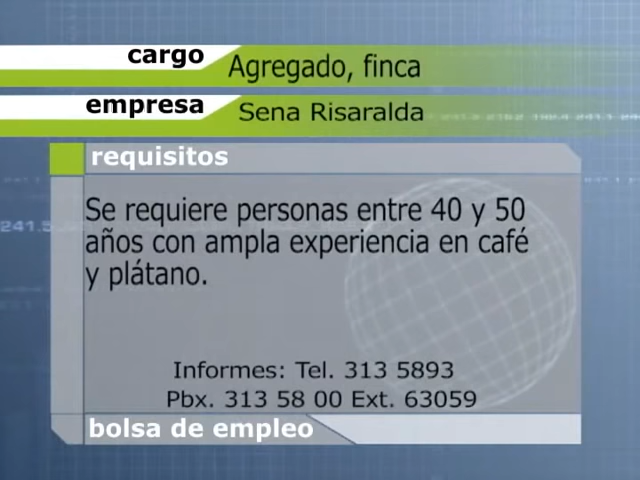 cargo Agregado, finca
empresa Sena Risaralda
requisitos
Se requiere personas entre 40 y 50
años con ampla experiencia en café
y plátano.
Informes: Tel. 313 5893
Pbx. 313 58 00 Ext. 63059
bolsa de empleo